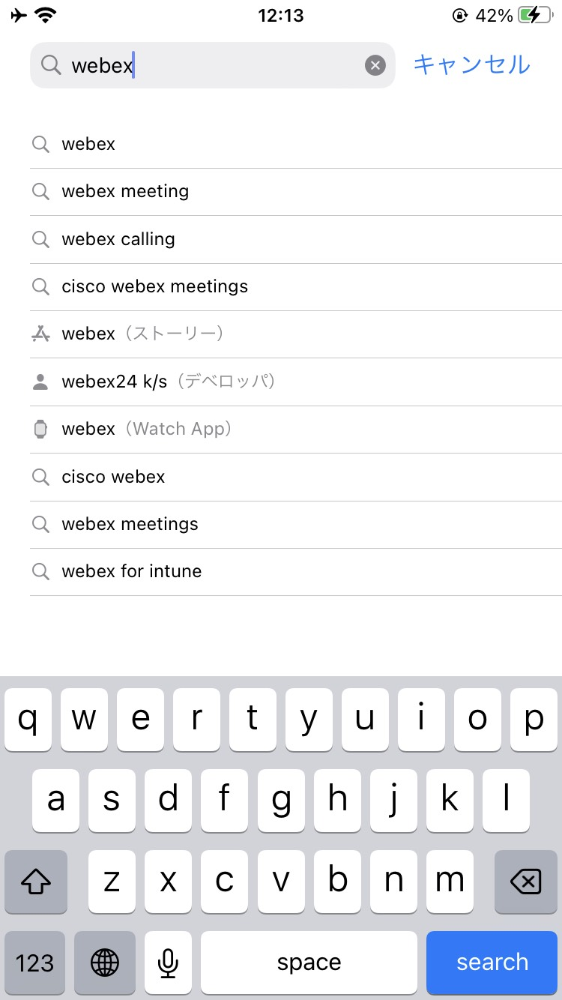 12:13 42%
webex キャンセル
webex
webex meeting
webex calling
cisco webex meetings
webex（ストーリー）
webex24 k/s（デベロッパ）
webex（Watch App）
cisco webex
webex meetings
webex for intune
q w e r t y u i o p
a s d f g h j k l
z x c v b n m
123 space search